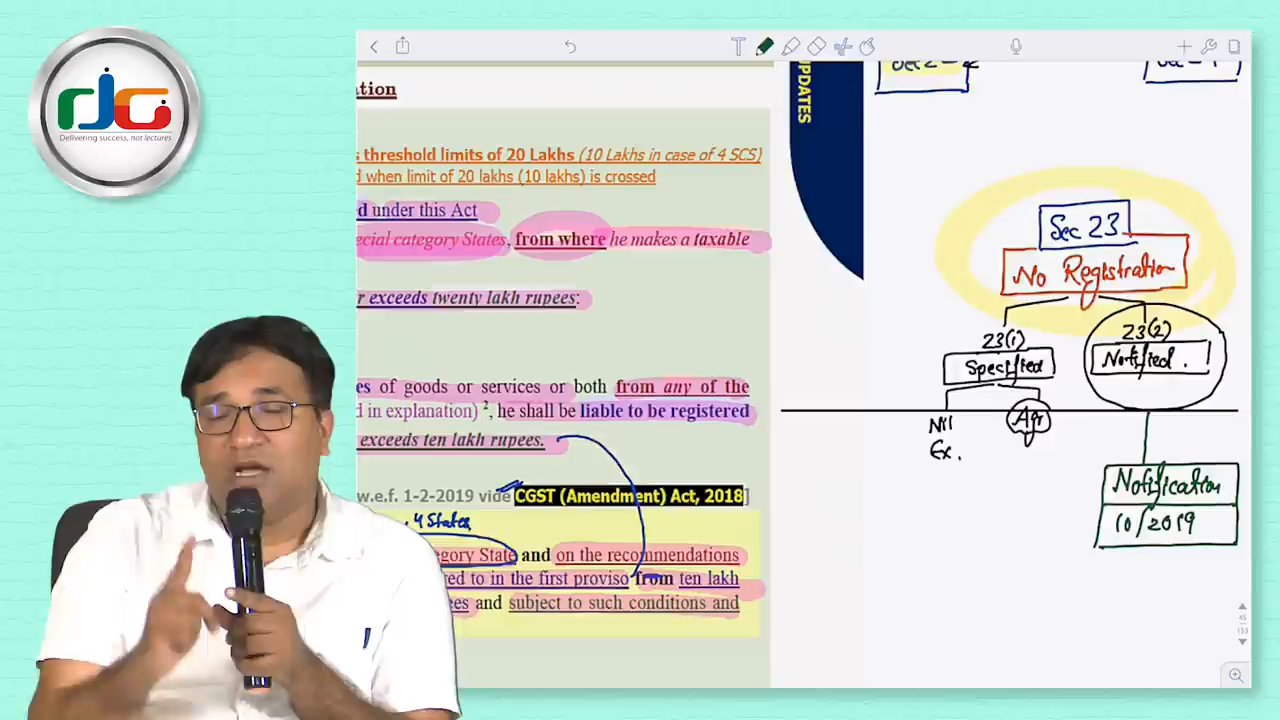 Delivering success, not lectures
ation
s threshold limits of 20 Lakhs (10 Lakhs in case of 4 SCS)
d when limit of 20 lakhs (10 lakhs) is crossed
ed under this Act
ecial category States, from where he makes a taxable
r exceeds twenty lakh rupees:
es of goods or services or both from any of the
d in explanation) 2, he shall be liable to be registered
exceeds ten lakh rupees.
w.e.f. 1-2-2019 vide CGST (Amendment) Act, 2018]
4 States
egory State and on the recommendations
ed to in the first proviso from ten lakh
ees and subject to such conditions and
UPDATES
Sec 23
No Registration
23(1)
Specified
23(2)
Notified.
Nil
Ex.
Agr
Notification
10/2019